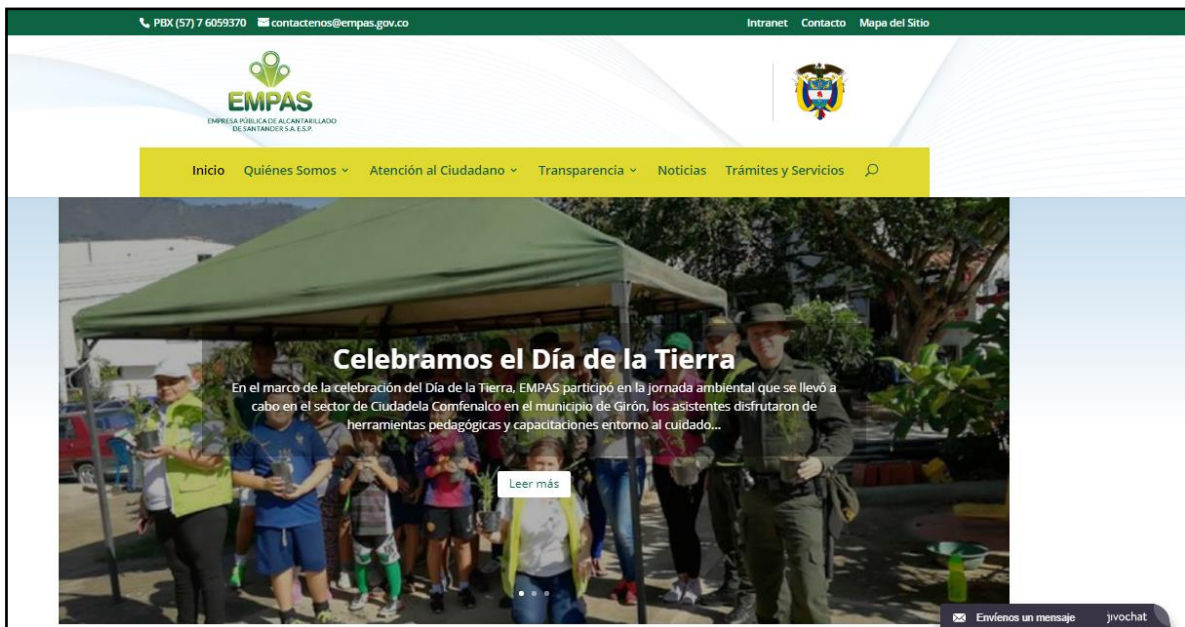 PBX (57) 7 6059370 contactenos@empas.gov.co
Intranet Contacto Mapa del Sitio
EMPAS
EMPRESA PÚBLICA DE ALCANTARILLADO
DE SANTANDER S.A. E.S.P.
Inicio Quiénes Somos Atención al Ciudadano Transparencia Noticias Trámites y Servicios
Celebramos el Día de la Tierra
En el marco de la celebración del Día de la Tierra, EMPAS participó en la jornada ambiental que se llevó a
cabo en el sector de Ciudadela Comfenalco en el municipio de Girón, los asistentes disfrutaron de
herramientas pedagógicas y capacitaciones entorno al cuidado...
Leer más
Envíenos un mensaje jivochat